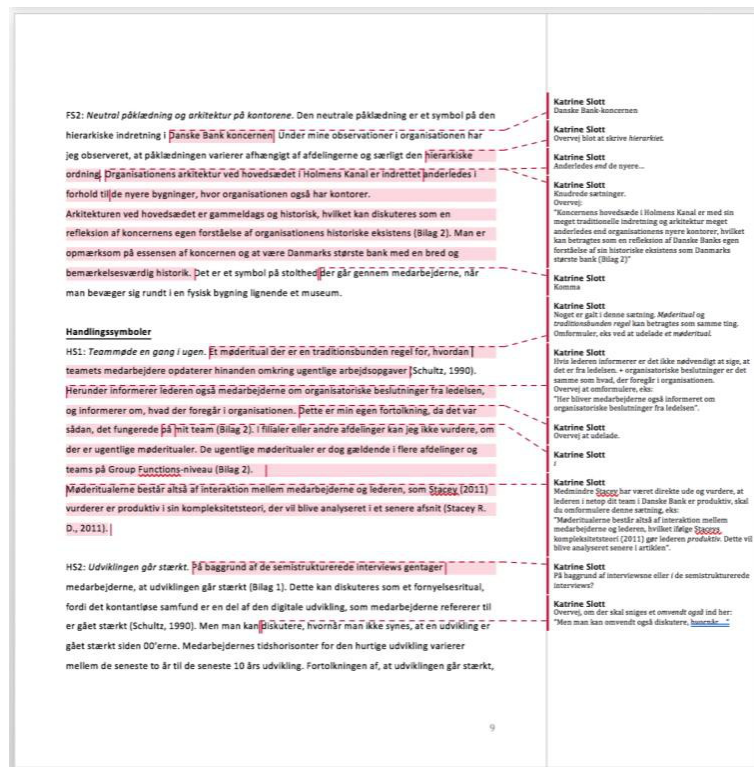 FS2: Neutral påklædning og arkitektur på kontorene. Den neutrale påklædning er et symbol på den
hierarkiske indretning i Danske Bank koncernen. Under mine observationer i organisationen har
jeg observeret, at påklædningen varierer afhængigt af afdelingerne og særligt den hierarkiske
ordning. Organisationens arkitektur ved hovedsædet i Holmens Kanal er indrettet anderledes i
forhold til de nyere bygninger, hvor organisationen også har kontorer.
Arkitekturen ved hovedsædet er gammeldags og historisk, hvilket kan diskuteres som en
refleksion af koncernens egen forståelse af organisationens historiske eksistens (Bilag 2). Man er
opmærksom på essensen af koncernen og at være Danmarks største bank med en bred og
bemærkelsesværdig historik. Det er et symbol på stolthed der går gennem medarbejderne, når
man bevæger sig rundt i en fysisk bygning lignende et museum.
Handlingssymboler
HS1: Teammøde en gang i ugen. Et møderitual der er en traditionsbunden regel for, hvordan
teamets medarbejdere opdaterer hinanden omkring ugentlige arbejdsopgaver (Schultz, 1990).
Herunder informerer lederen også medarbejderne om organisatoriske beslutninger fra ledelsen,
og informer om, hvad der foregår i organisationen. Dette er min egen fortolkning, da det var
sådan, det fungerede på mit team (Bilag 2). I filialer eller andre afdelinger kan jeg ikke vurdere, om
der er ugentlige møderitualer. De ugentlige møderitualer er dog gældende i flere afdelinger og
teams på Group Functions-niveau (Bilag 2).
Møderitualerne består altså af interaktion mellem medarbejderne og lederen, som Stacey (2011)
vurderer er produktiv i sin kompleksitetsteori, der vil blive analyseret i et senere afsnit (Stacey R.
D., 2011).
HS2: Udviklingen går stærkt. På baggrund af de semistrukturerede interviews gentager
medarbejderne, at udviklingen går stærkt (Bilag 1). Dette kan diskuteres som et fornyelsesritual,
fordi det kontantløse samfund er en del af den digitale udvikling, som medarbejderne refererer til
er gået stærkt (Schultz, 1990). Men man kan diskutere, hvornår man ikke synes, at en udvikling er
gået stærkt siden 00'erne. Medarbejdernes tidshorisonter for den hurtige udvikling varierer
mellem de seneste to år til de seneste 10 års udvikling. Fortolkningen af, at udviklingen går stærkt,
9
Katrine Slott
Danske Bank-koncernen
Katrine Slott
Overvej blot at skrive hierarkiet.
Katrine Slott
Anderledes end de nyere...
Katrine Slott
Knudrede sætninger.
Overvej:
"Koncernens hovedsæde i Holmens Kanal er med sin
meget traditionelle indretning og arkitektur meget
anderledes end organisationens nyere kontorer, hvilket
kan betragtes som en refleksion af Danske Banks egen
forståelse af sin historiske eksistens som Danmarks
største bank (Bilag 2)"
Katrine Slott
Komma
Katrine Slott
Noget er galt i denne sætning. Møderitual og
traditionsbunden regel kan betragtes som samme ting.
Omformuler, eks ved at udelade et møderitual.
Katrine Slott
Hvis lederen informerer er det ikke nødvendigt at sige, at
det er fra ledelsen. + organisatoriske beslutninger er det
samme som hvad, der foregår i organisationen.
Overvej at omformulere, eks:
"Her bliver medarbejderne også informeret om
organisatoriske beslutninger fra ledelsen".
Katrine Slott
Overvej at udelade.
Katrine Slott
i
Katrine Slott
Medmindre Stacey har været direkte ude og vurdere, at
lederen i netop dit team i Danske Bank er produktiv, skal
du omformulere denne sætning, eks:
"Møderitualerne består altså af interaktion mellem
medarbejderne og lederen, hvilket ifølge Staceys
kompleksitetsteori (2011) gør lederen produktiv. Dette vil
blive analyseret senere i artiklen".
Katrine Slott
På baggrund af interviewsne eller i de semistrukturerede
interviews?
Katrine Slott
Overvej, om der skal sniges et omvendt også ind her:
"Men man kan omvendt også diskutere, hvornår...."